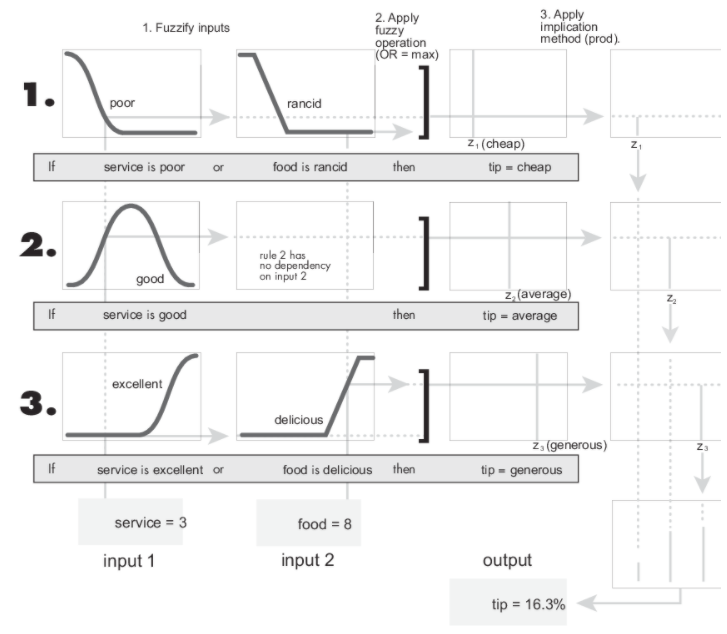 1. Fuzzify inputs
2. Apply
fuzzy
operation
(OR = max)
3. Apply
implication
method (prod).
1.
poor
rancid
z1 (cheap)
z1
If service is poor or food is rancid then tip = cheap
2.
good
rule 2 has
no dependency
on input 2
z2 (average)
z2
If service is good then tip = average
3.
excellent
delicious
z3 (generous)
z3
If service is excellent or food is delicious then tip = generous
service = 3
food = 8
input 1
input 2
output
tip = 16.3%